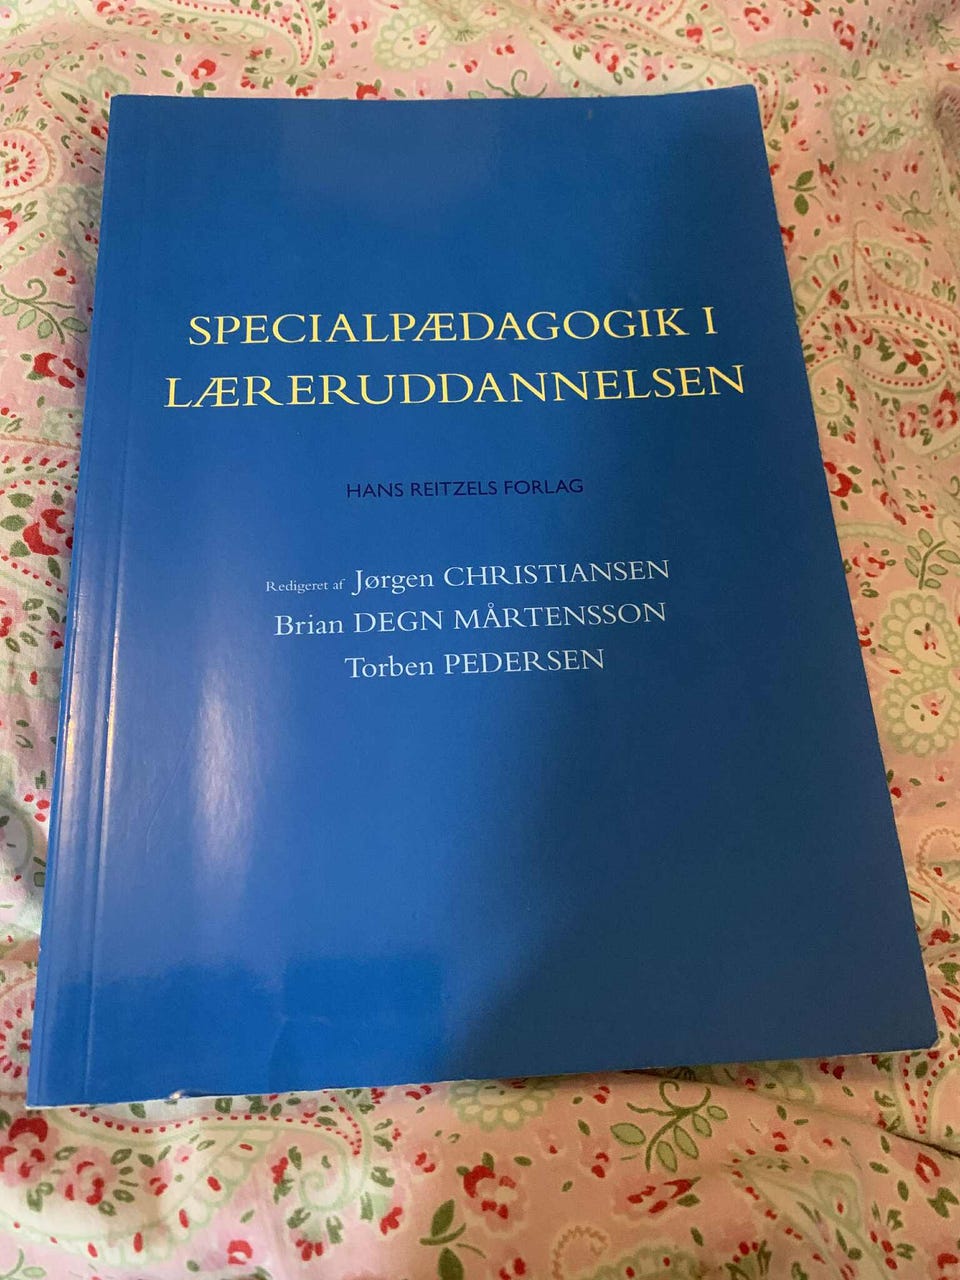 SPECIALPÆDAGOGIK I
LÆRERUDDANNELSEN
HANS REITZELS FORLAG
Redigeret af Jørgen CHRISTIANSEN
Brian DEGN MÅRTENSSON
Torben PEDERSEN